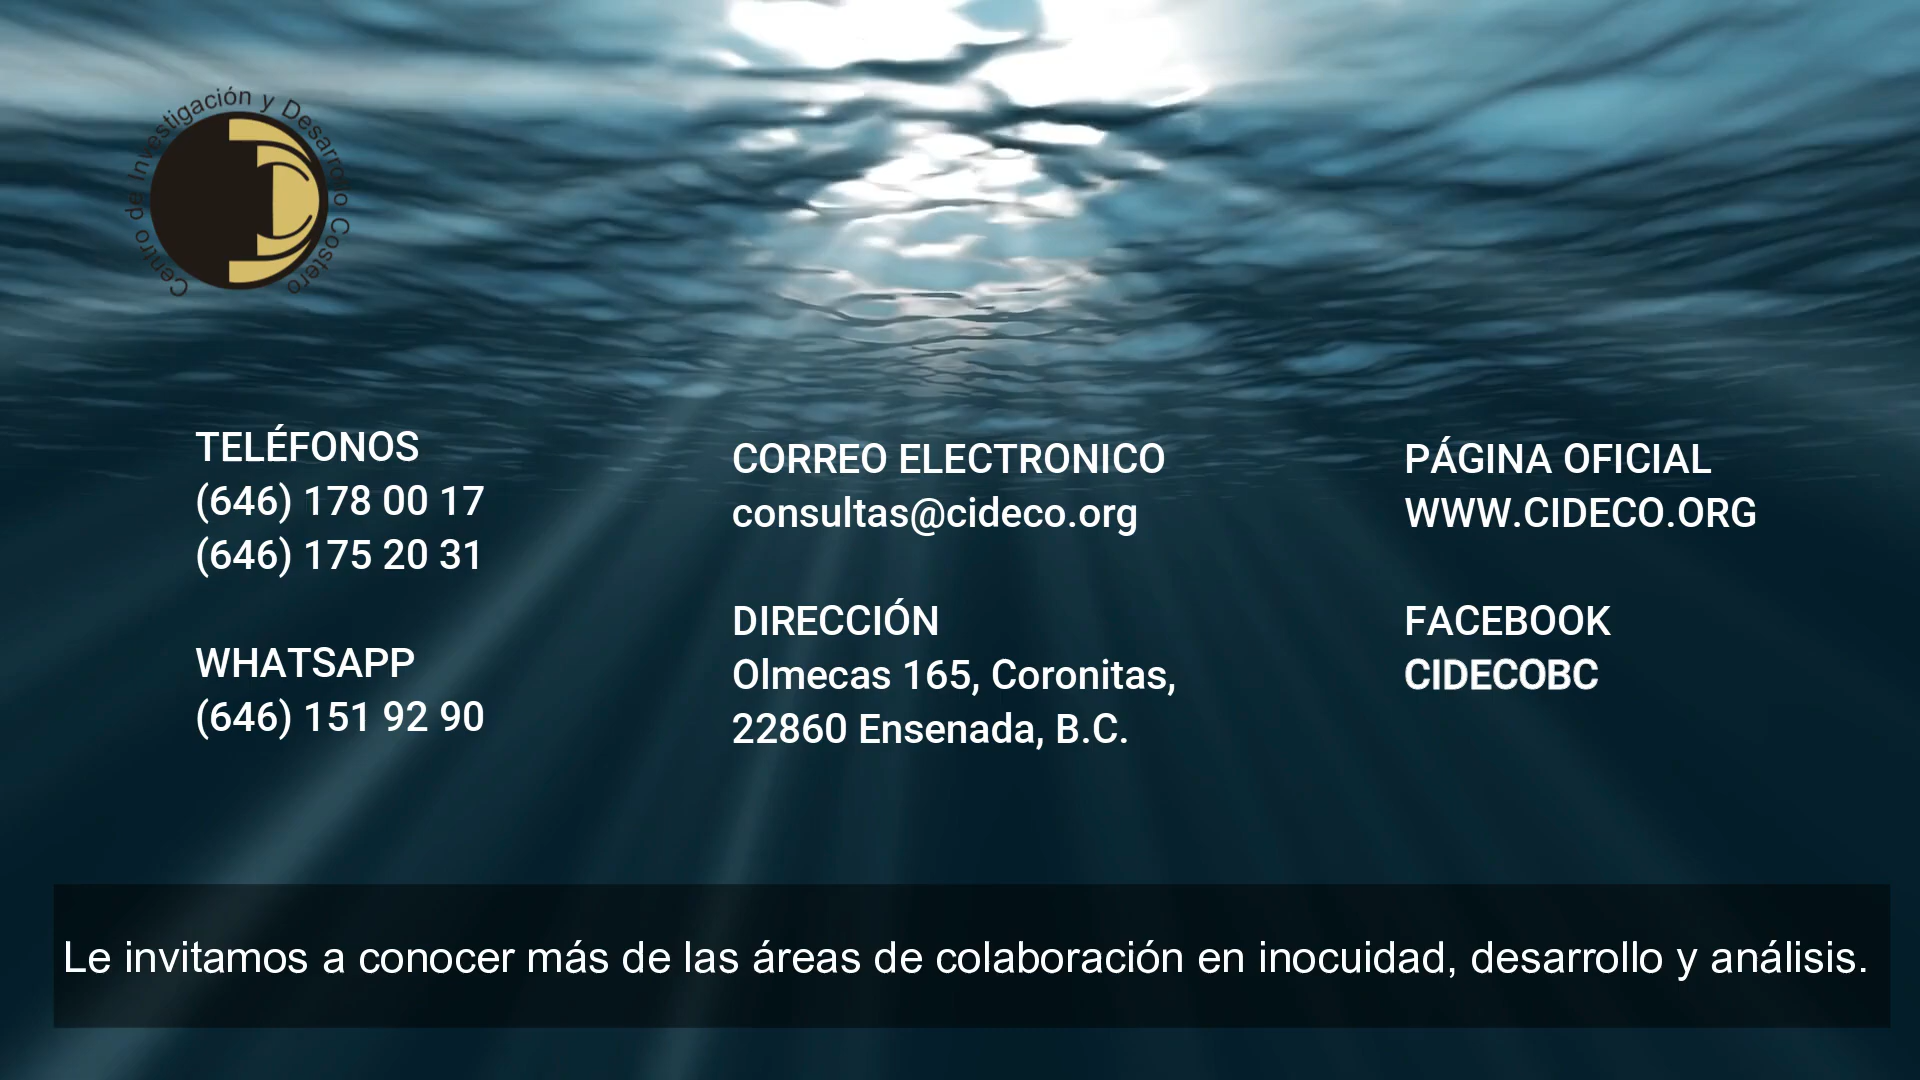 Centro de Investigación y Desarrollo Costero
TELÉFONOS
(646) 178 00 17
(646) 175 20 31
WHATSAPP
(646) 151 92 90
CORREO ELECTRONICO
consultas@cideco.org
DIRECCIÓN
Olmecas 165, Coronitas,
22860 Ensenada, B.C.
PÁGINA OFICIAL
WWW.CIDECO.ORG
FACEBOOK
CIDECOBC
Le invitamos a conocer más de las áreas de colaboración en inocuidad, desarrollo y análisis.